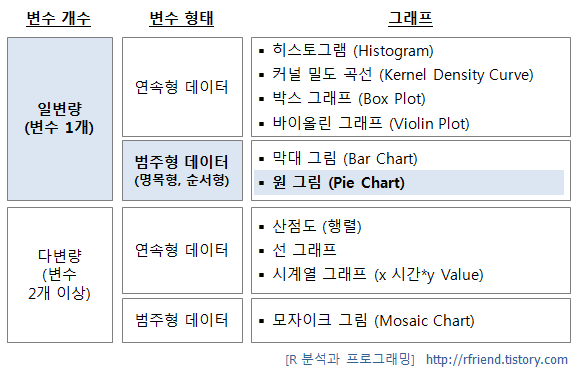 변수 개수 변수 형태 그래프
일변량
(변수 1개)
연속형 데이터
▪ 히스토그램 (Histogram)
▪ 커널 밀도 곡선 (Kernel Density Curve)
▪ 박스 그래프 (Box Plot)
▪ 바이올린 그래프 (Violin Plot)
범주형 데이터
(명목형, 순서형)
▪ 막대 그림 (Bar Chart)
▪ 원 그림 (Pie Chart)
다변량
(변수
2개 이상)
연속형 데이터
▪ 산점도 (행렬)
▪ 선 그래프
▪ 시계열 그래프 (x 시간*y Value)
범주형 데이터
▪ 모자이크 그림 (Mosaic Chart)
[R 분석과 프로그래밍] http://rfriend.tistory.com